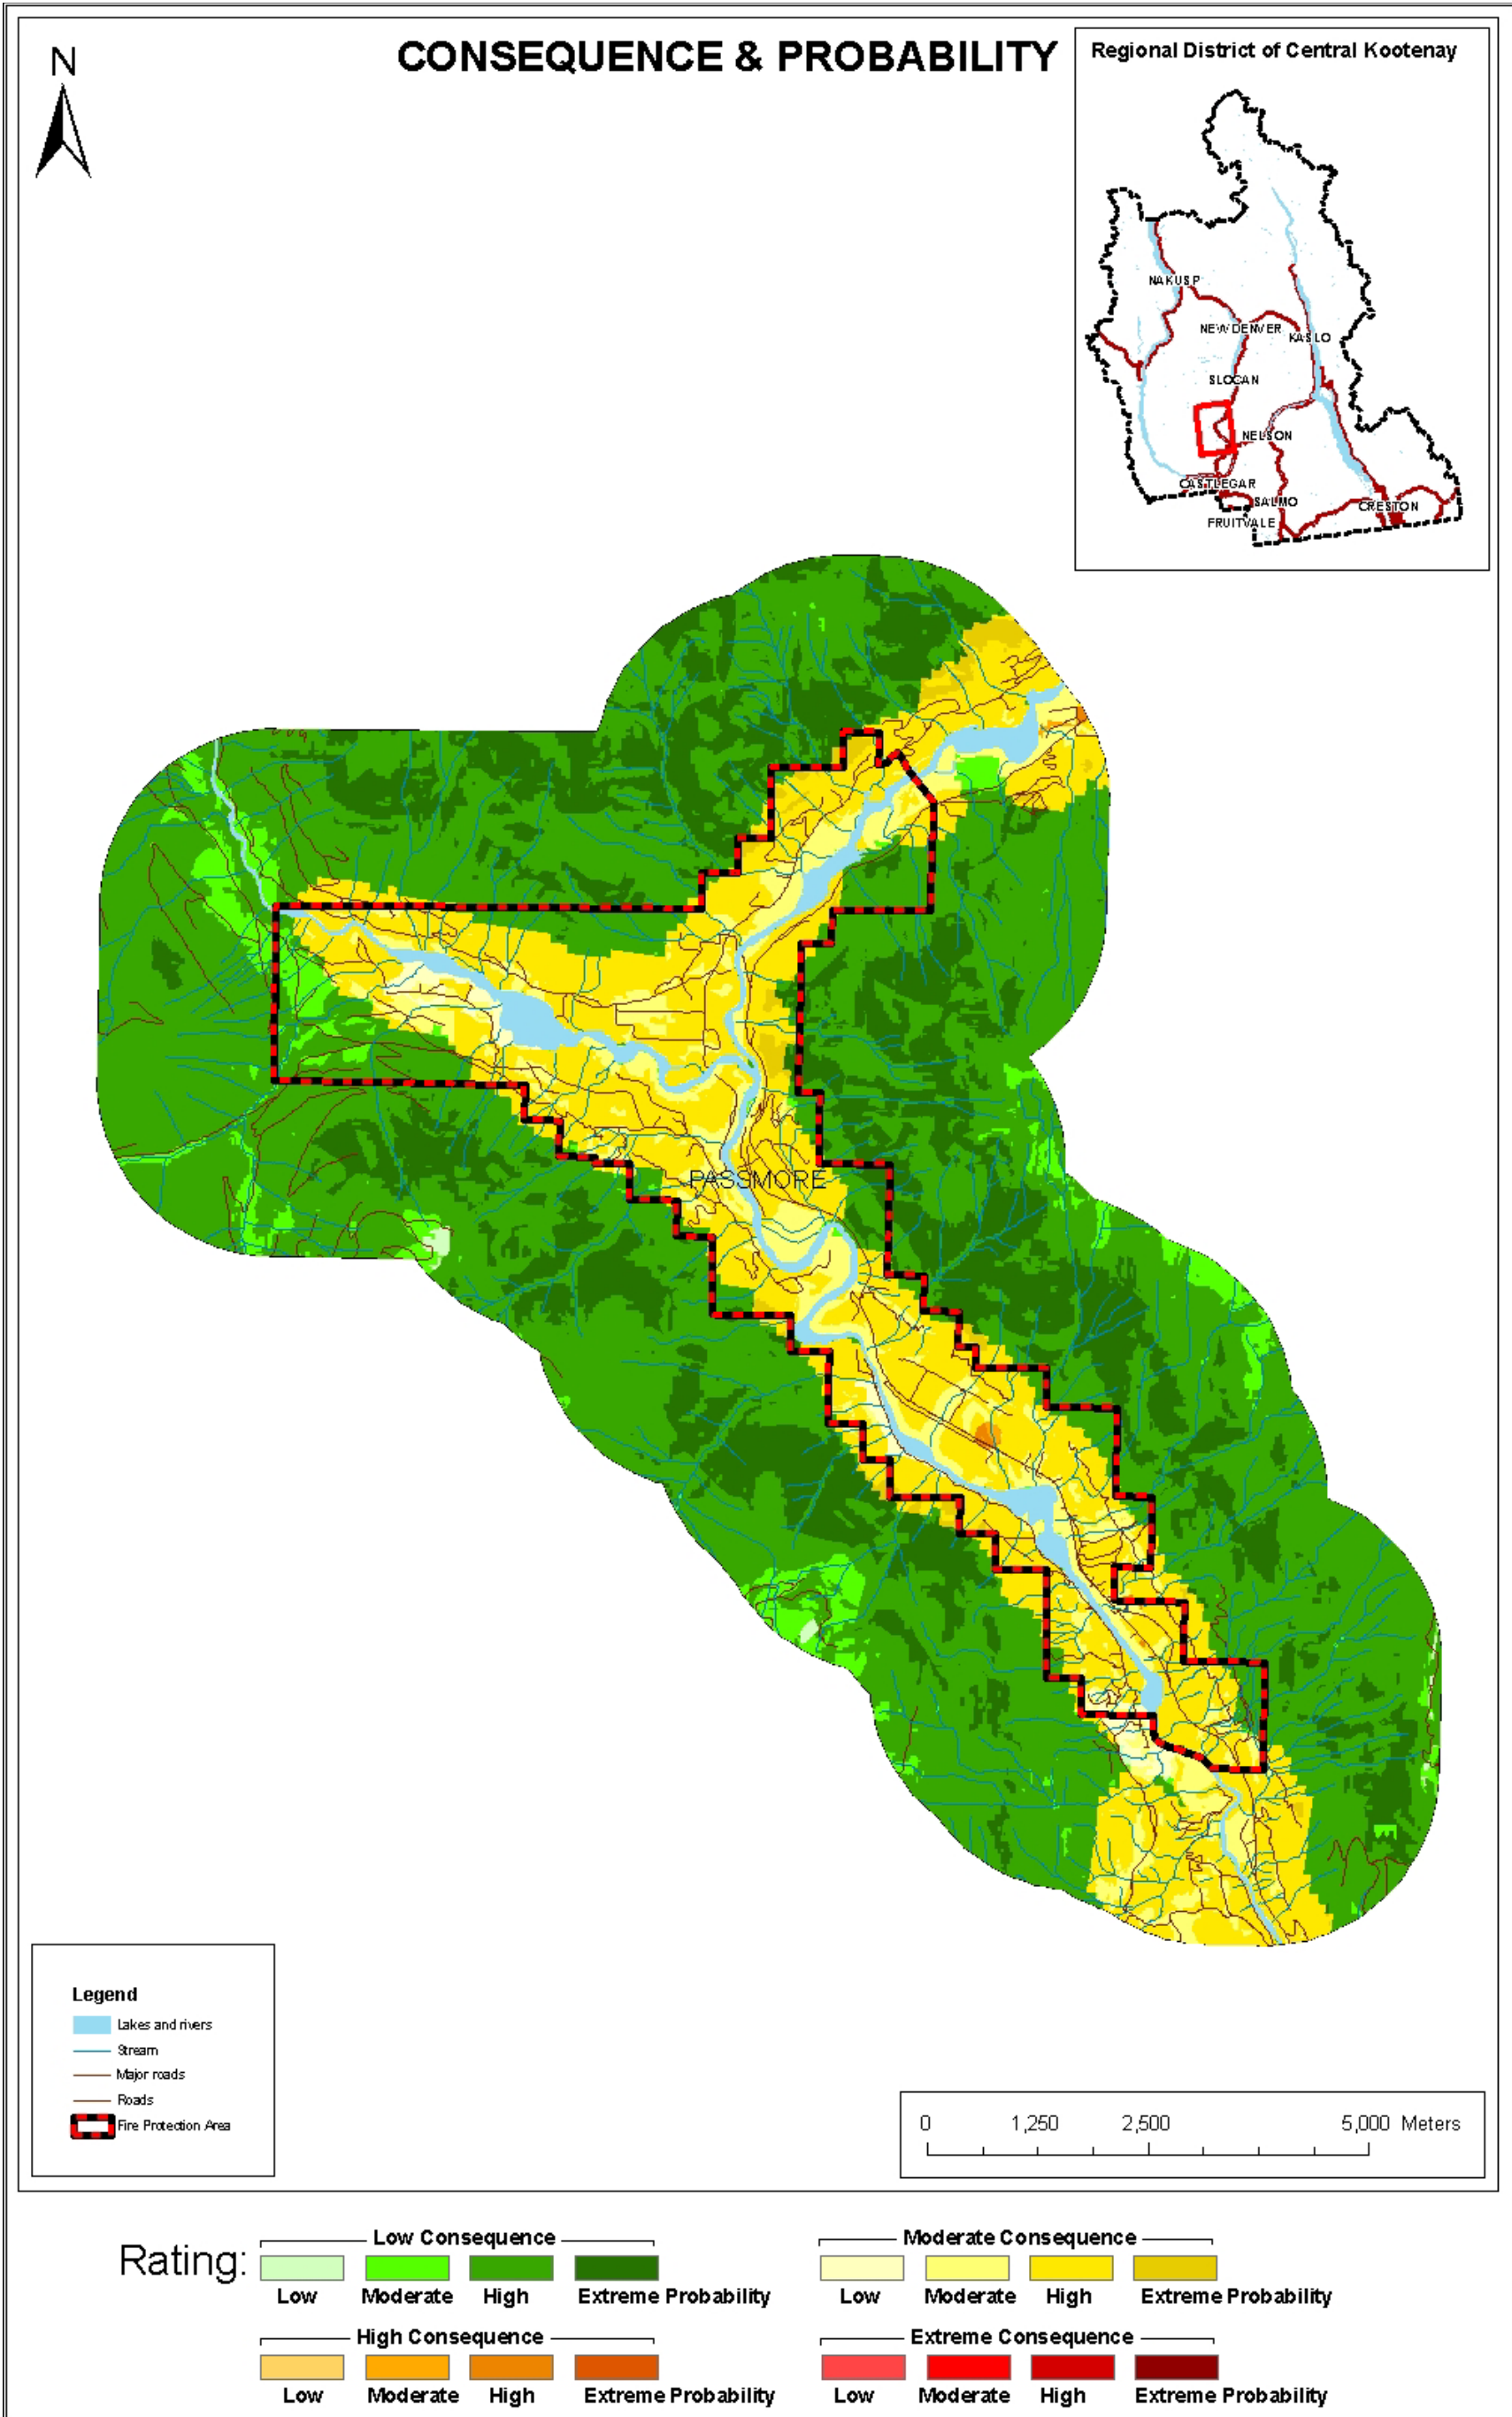 N
CONSEQUENCE & PROBABILITY
Regional District of Central Kootenay
NAKUSP
NEW DENVER
KASLO
SLOCAN
NELSON
CASTLEGAR
SALMO
CRESTON
FRUITVALE
PASSMORE
Legend
Lakes and rivers
Stream
Major roads
Roads
Fire Protection Area
0 1,250 2,500 5,000 Meters
Rating:
Low Consequence
Low Moderate High Extreme Probability
Moderate Consequence
Low Moderate High Extreme Probability
High Consequence
Low Moderate High Extreme Probability
Extreme Consequence
Low Moderate High Extreme Probability